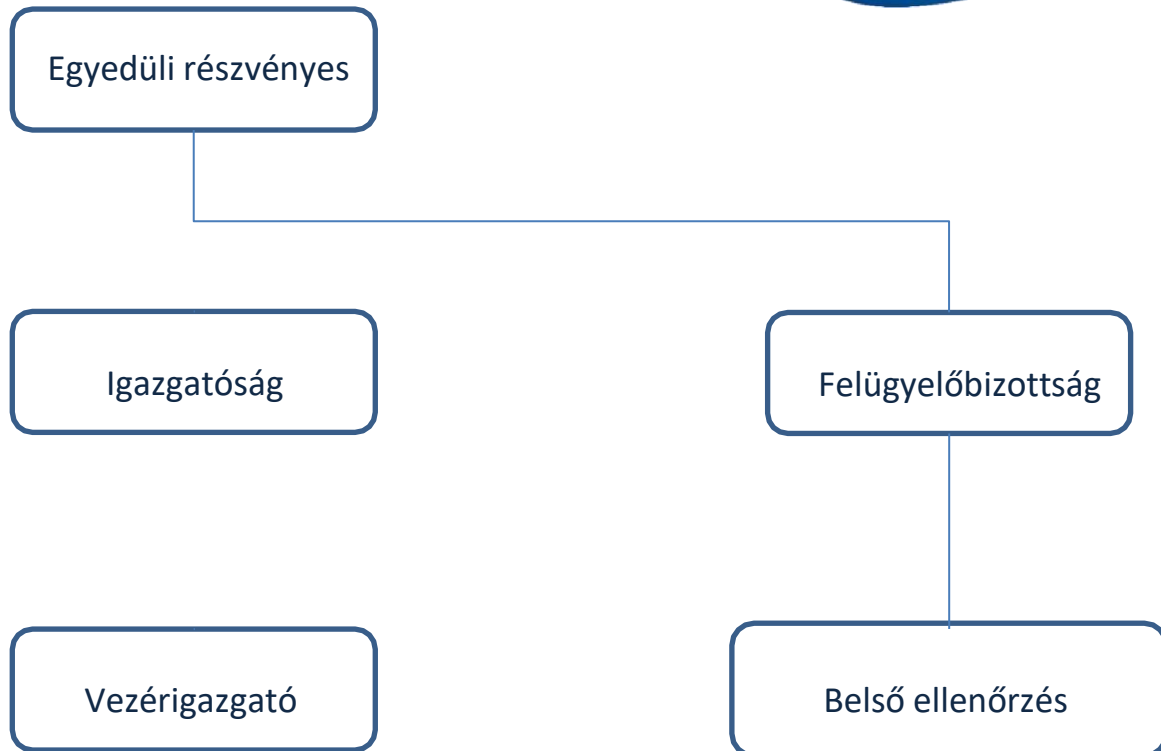 Egyedüli részvényes
Igazgatóság
Felügyelőbizottság
Vezérigazgató
Belső ellenőrzés